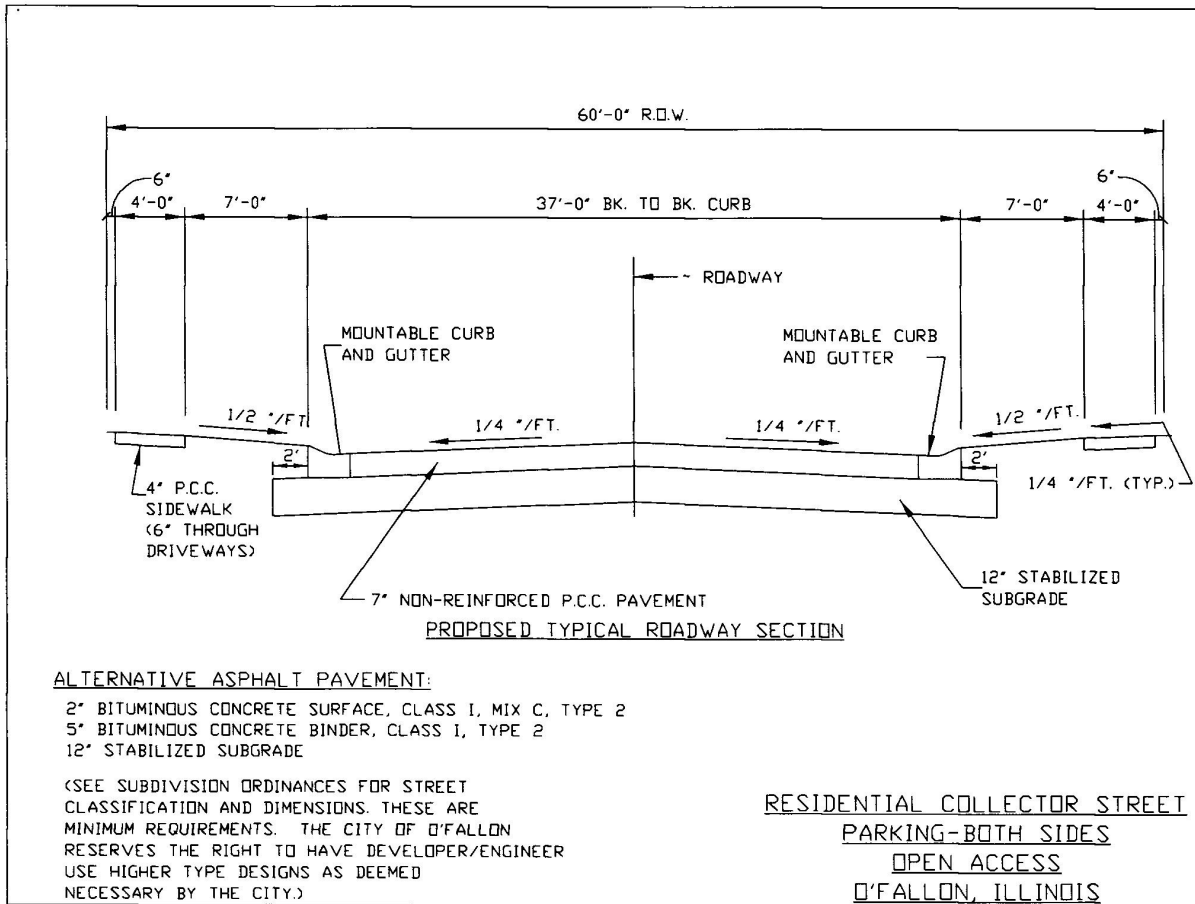 60'-0" R.O.W.
6"
6"
4'-0"
7'-0"
37'-0" BK. TO BK. CURB
7'-0"
4'-0"
~ ROADWAY
MOUNTABLE CURB
AND GUTTER
MOUNTABLE CURB
AND GUTTER
1/2 "/FT
1/4 "/FT.
1/4 "/FT.
1/2 "/FT.
2'
2'
1/4 "/FT. (TYP.)
4" P.C.C.
SIDEWALK
(6" THROUGH
DRIVEWAYS)
12" STABILIZED
SUBGRADE
7" NON-REINFORCED P.C.C. PAVEMENT
PROPOSED TYPICAL ROADWAY SECTION
ALTERNATIVE ASPHALT PAVEMENT:
2" BITUMINOUS CONCRETE SURFACE, CLASS I, MIX C, TYPE 2
5" BITUMINOUS CONCRETE BINDER, CLASS I, TYPE 2
12" STABILIZED SUBGRADE
(SEE SUBDIVISION ORDINANCES FOR STREET
CLASSIFICATION AND DIMENSIONS. THESE ARE
MINIMUM REQUIREMENTS. THE CITY OF O'FALLON
RESERVES THE RIGHT TO HAVE DEVELOPER/ENGINEER
USE HIGHER TYPE DESIGNS AS DEEMED
NECESSARY BY THE CITY.)
RESIDENTIAL COLLECTOR STREET
PARKING-BOTH SIDES
OPEN ACCESS
O'FALLON, ILLINOIS